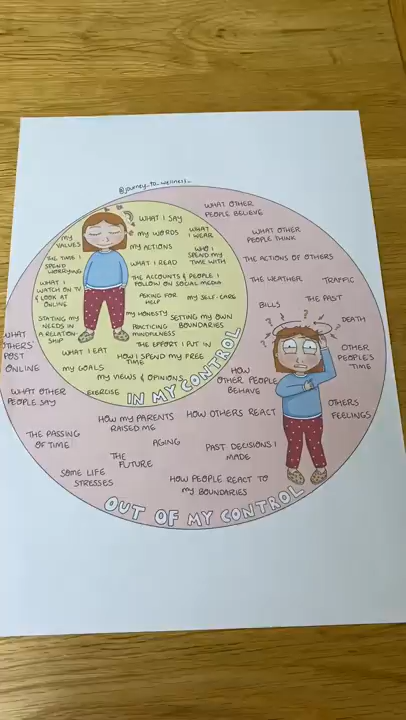 @journey_to_wellness_
WHAT I SAY
MY WORDS
WHAT
I WEAR
MY
VALUES
MY ACTIONS
WHO I
SPEND MY
TIME WITH
THE TIME I
SPEND
WORRYING
WHAT I READ
WHAT I
WATCH ON TV
& LOOK AT
ONLINE
THE ACCOUNTS & PEOPLE I
FOLLOW ON SOCIAL MEDIA
ASKING FOR
HELP
MY SELF-CARE
STATING MY
NEEDS IN
A RELATION
SHIP
MY HONESTY
SETTING MY OWN
BOUNDARIES
PRACTICING
MINDFULNESS
THE EFFORT I PUT IN
WHAT I EAT
HOW I SPEND MY FREE
TIME
MY GOALS
MY VIEWS & OPINIONS
EXERCISE
IN MY CONTROL
WHAT OTHER
PEOPLE BELIEVE
WHAT OTHER
PEOPLE THINK
THE ACTIONS OF OTHERS
THE WEATHER
TRAFFIC
BILLS
THE PAST
DEATH
OTHER
PEOPLE'S
TIME
WHAT
OTHERS'
POST
ONLINE
HOW
OTHER PEOPLE
BEHAVE
WHAT OTHER
PEOPLE SAY
OTHERS
FEELINGS
HOW MY PARENTS
RAISED ME
HOW OTHERS REACT
THE PASSING
OF TIME
AGING
PAST DECISIONS I
MADE
THE
FUTURE
SOME LIFE
STRESSES
HOW PEOPLE REACT TO
MY BOUNDARIES
OUT OF MY CONTROL